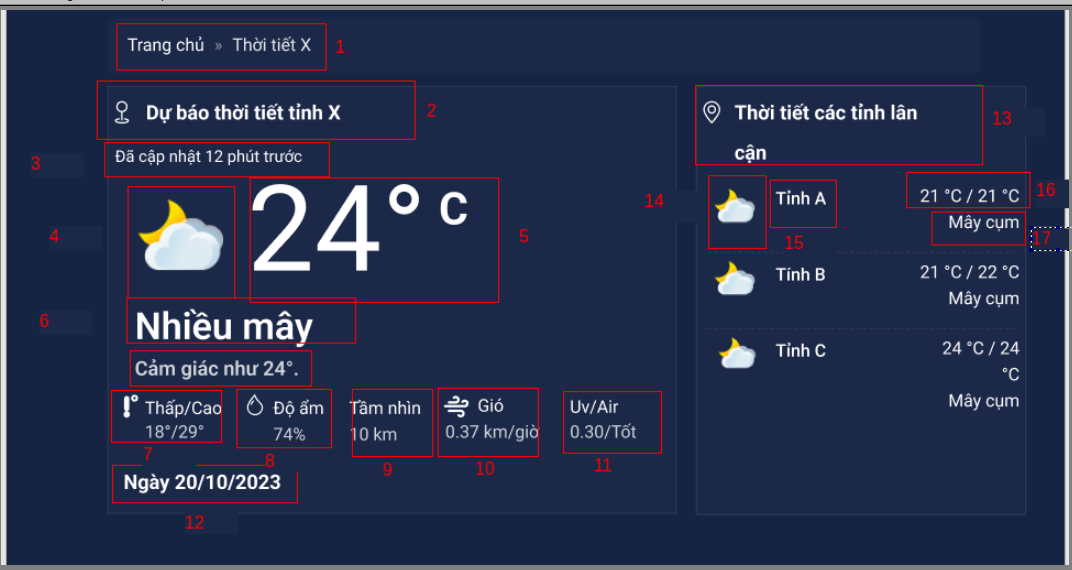 Trang chủ » Thời tiết X 1
Dự báo thời tiết tỉnh X 2
3 Đã cập nhật 12 phút trước
4 24° C 5
6 Nhiều mây
Cảm giác như 24°.
Thấp/Cao Độ ẩm Tầm nhìn Gió Uv/Air
18°/29° 74% 10 km 0.37 km/giờ 0.30/Tốt
7 8 9 10 11
Ngày 20/10/2023
12
Thời tiết các tỉnh lân 13
cận
14 Tỉnh A 21 °C / 21 °C 16
15 Mây cụm 17
Tỉnh B 21 °C / 22 °C
Mây cụm
Tỉnh C 24 °C / 24
°C
Mây cụm